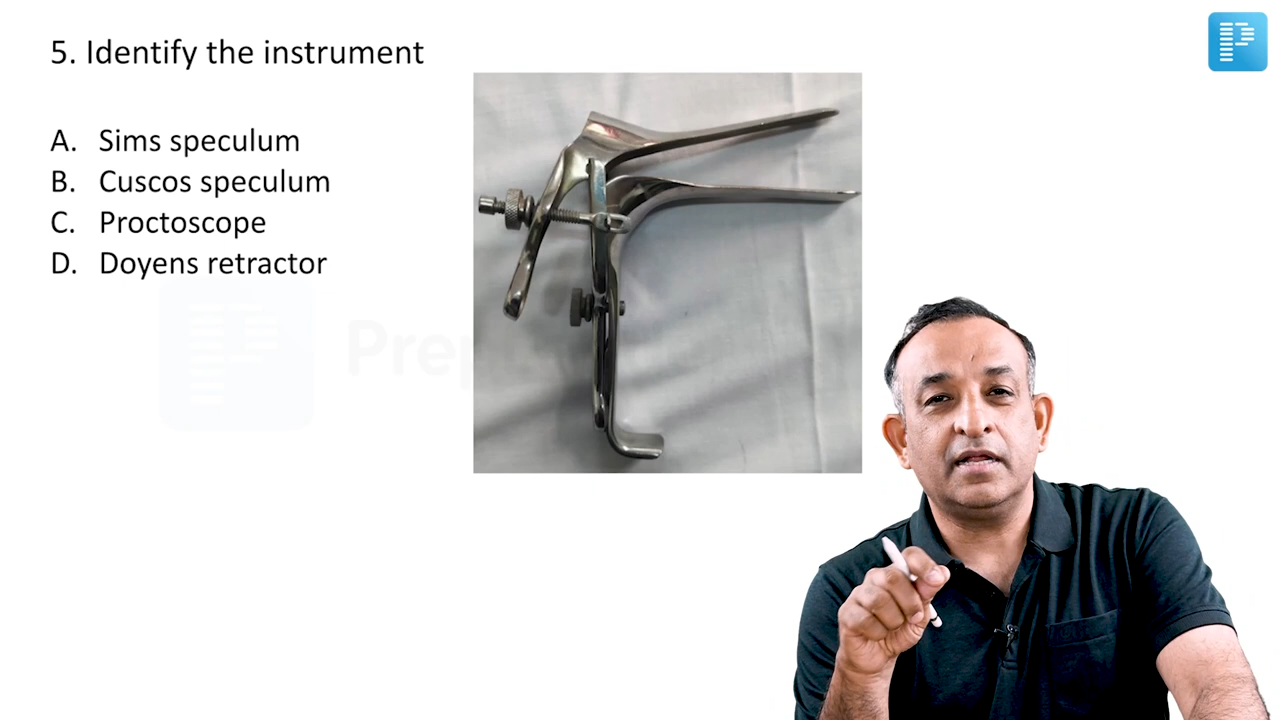 5. Identify the instrument
A. Sims speculum
B. Cuscos speculum
C. Proctoscope
D. Doyens retractor